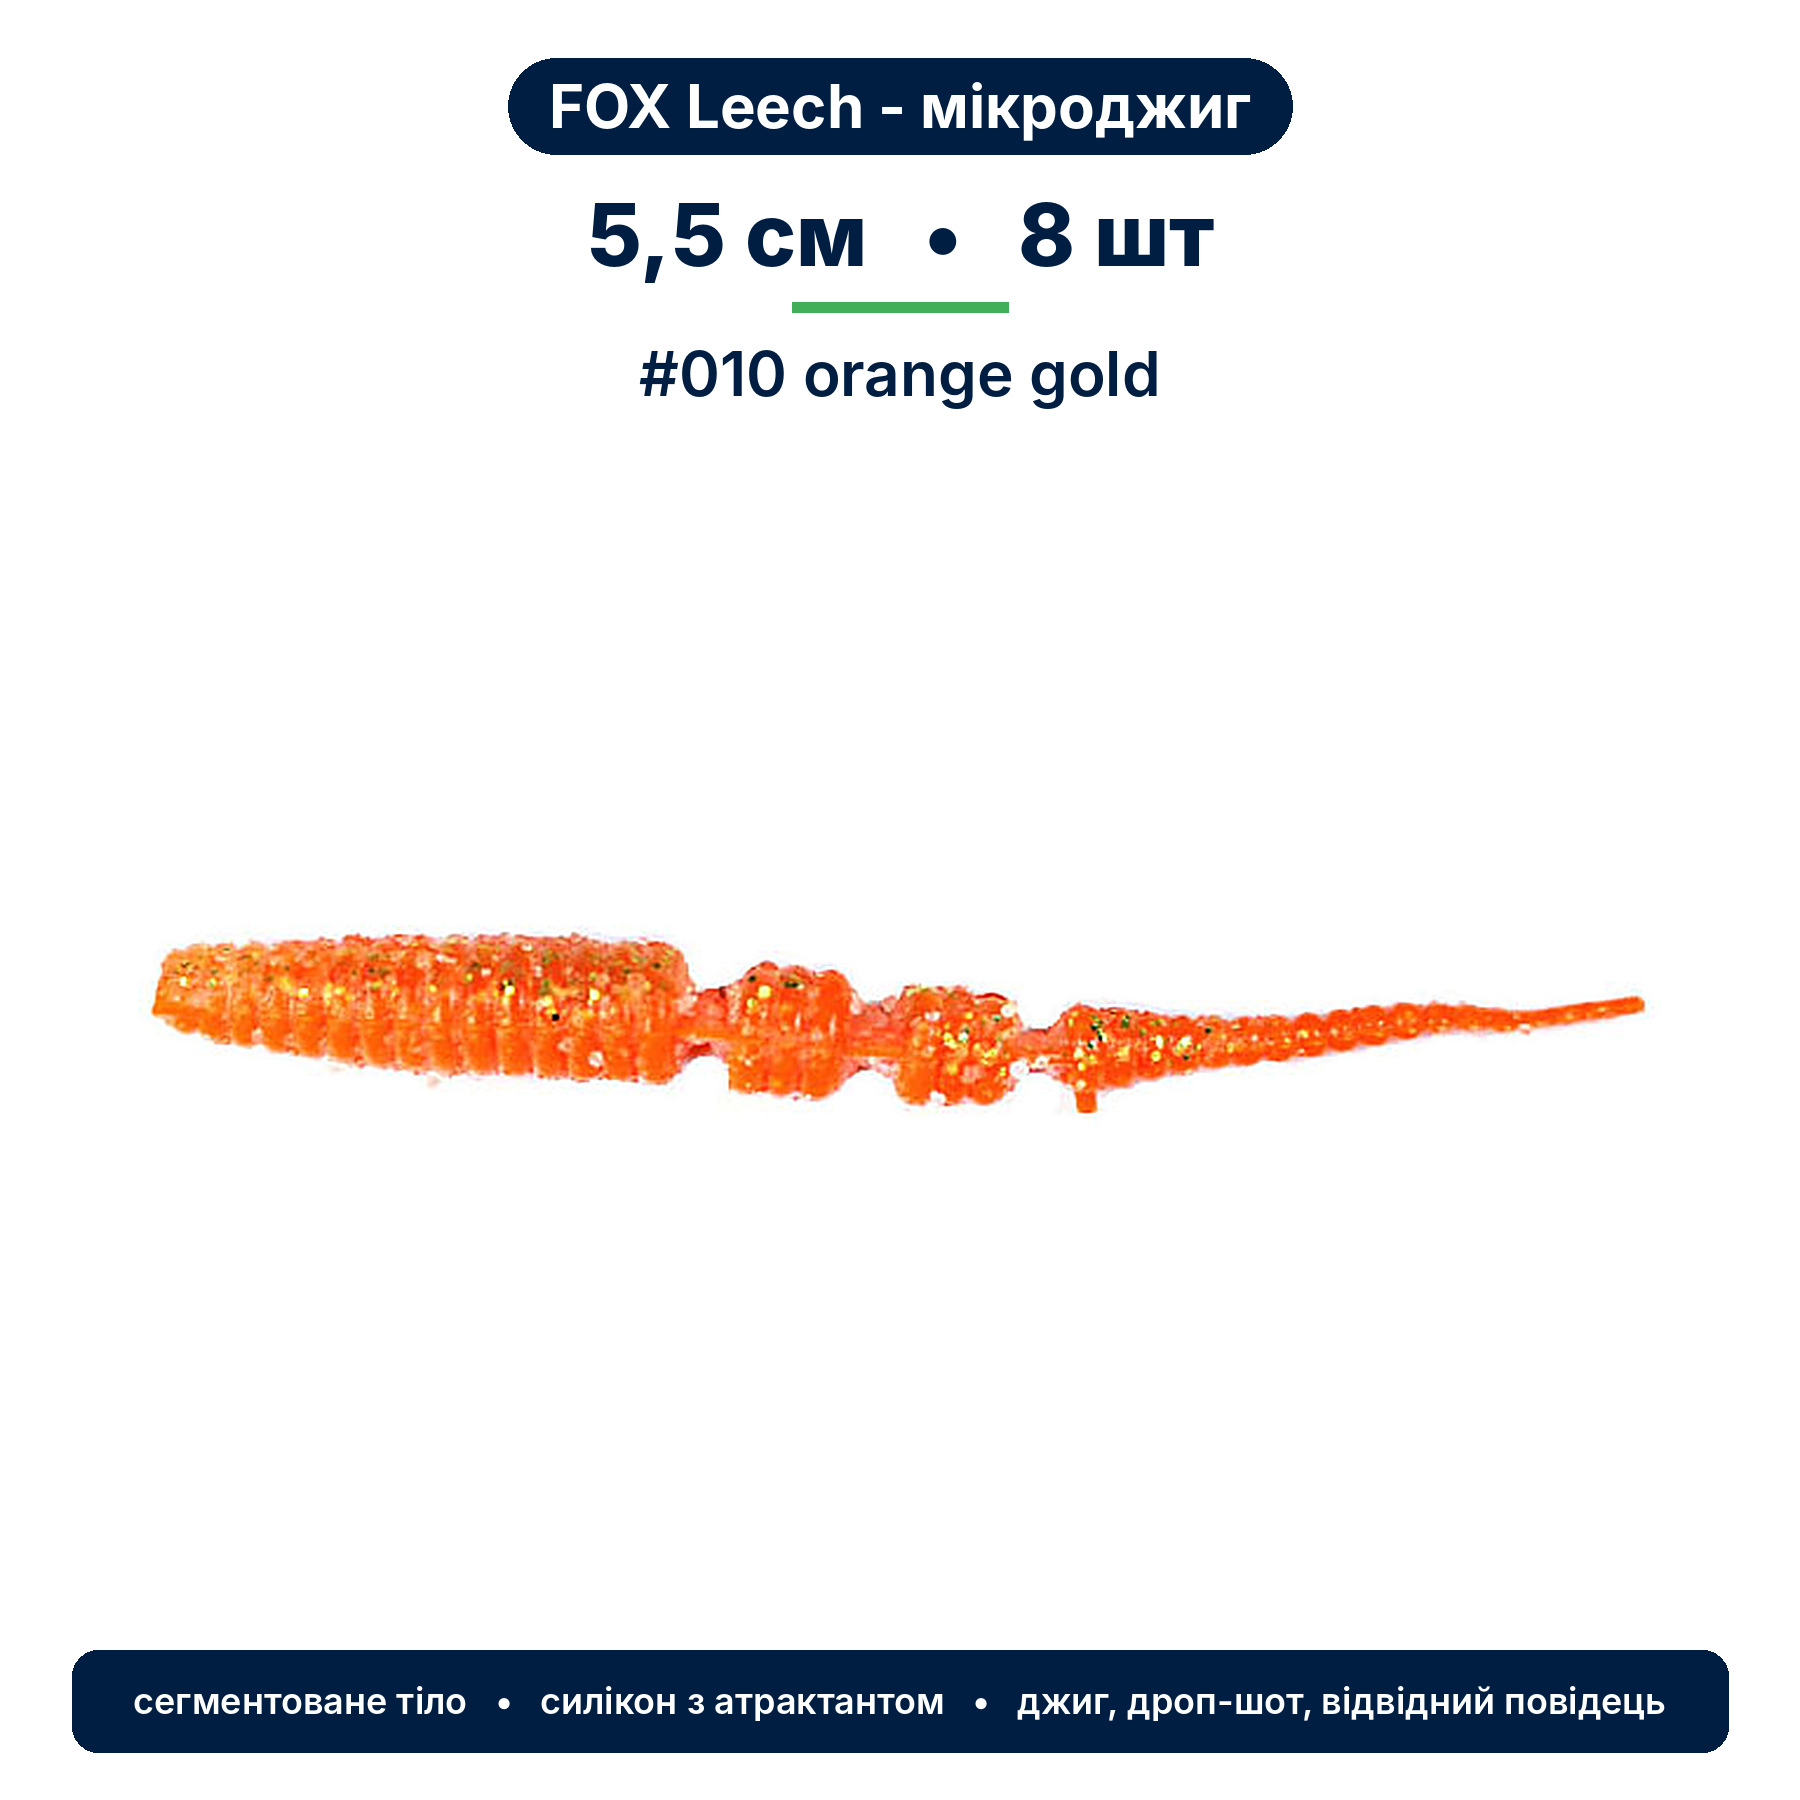 FOX Leech - мікроджиг
5,5 см • 8 шт
#010 orange gold
сегментоване тіло • силікон з атрактантом • джиг, дроп-шот, відвідний повідець